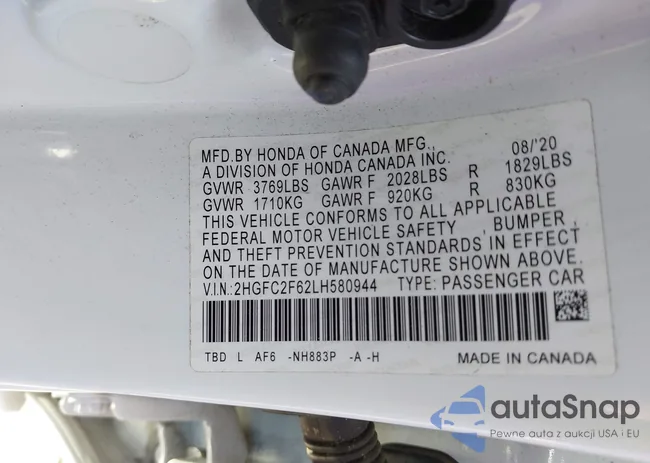 MFD.BY HONDA OF CANADA MFG., 08/'20
A DIVISION OF HONDA CANADA INC.
GVWR 3769LBS GAWR F 2028LBS R 1829LBS
GVWR 1710KG GAWR F 920KG R 830KG
THIS VEHICLE CONFORMS TO ALL APPLICABLE
FEDERAL MOTOR VEHICLE SAFETY , BUMPER ,
AND THEFT PREVENTION STANDARDS IN EFFECT
ON THE DATE OF MANUFACTURE SHOWN ABOVE.
V.I.N:2HGFC2F62LH580944 TYPE: PASSENGER CAR
TBD L AF6 -NH883P -A -H MADE IN CANADA
autaSnap
Pewne auta z aukcji USA i EU